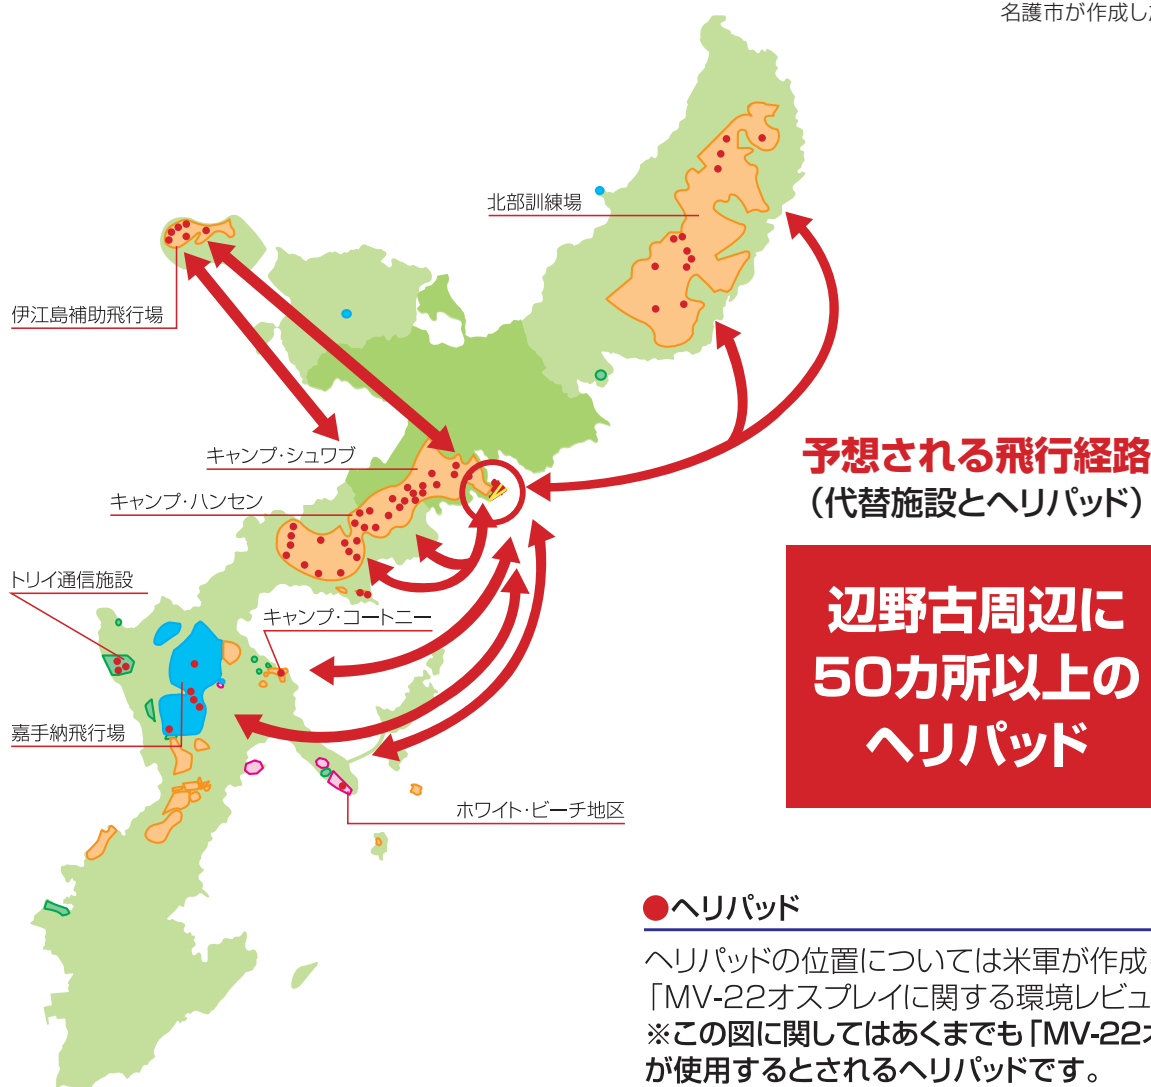 名護市が作成した
北部訓練場
伊江島補助飛行場
キャンプ・シュワブ
キャンプ・ハンセン
予想される飛行経路
（代替施設とヘリパッド）
トリイ通信施設
キャンプ・コートニー
辺野古周辺に
50カ所以上の
ヘリパッド
嘉手納飛行場
ホワイト・ビーチ地区
●ヘリパッド
ヘリパッドの位置については米軍が作成
「MV-22オスプレイに関する環境レビュ
※この図に関してはあくまでも「MV-22オ
が使用するとされるヘリパッドです。